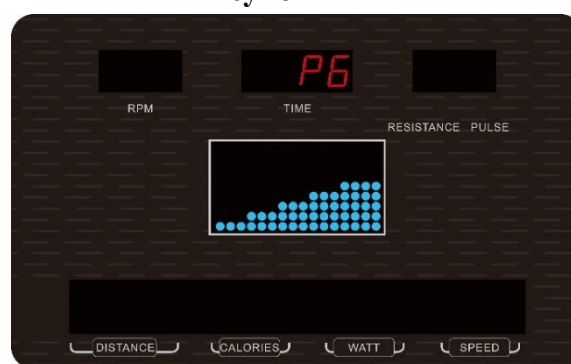 P6
RPM
TIME
RESISTANCE PULSE
DISTANCE
CALORIES
WATT
SPEED